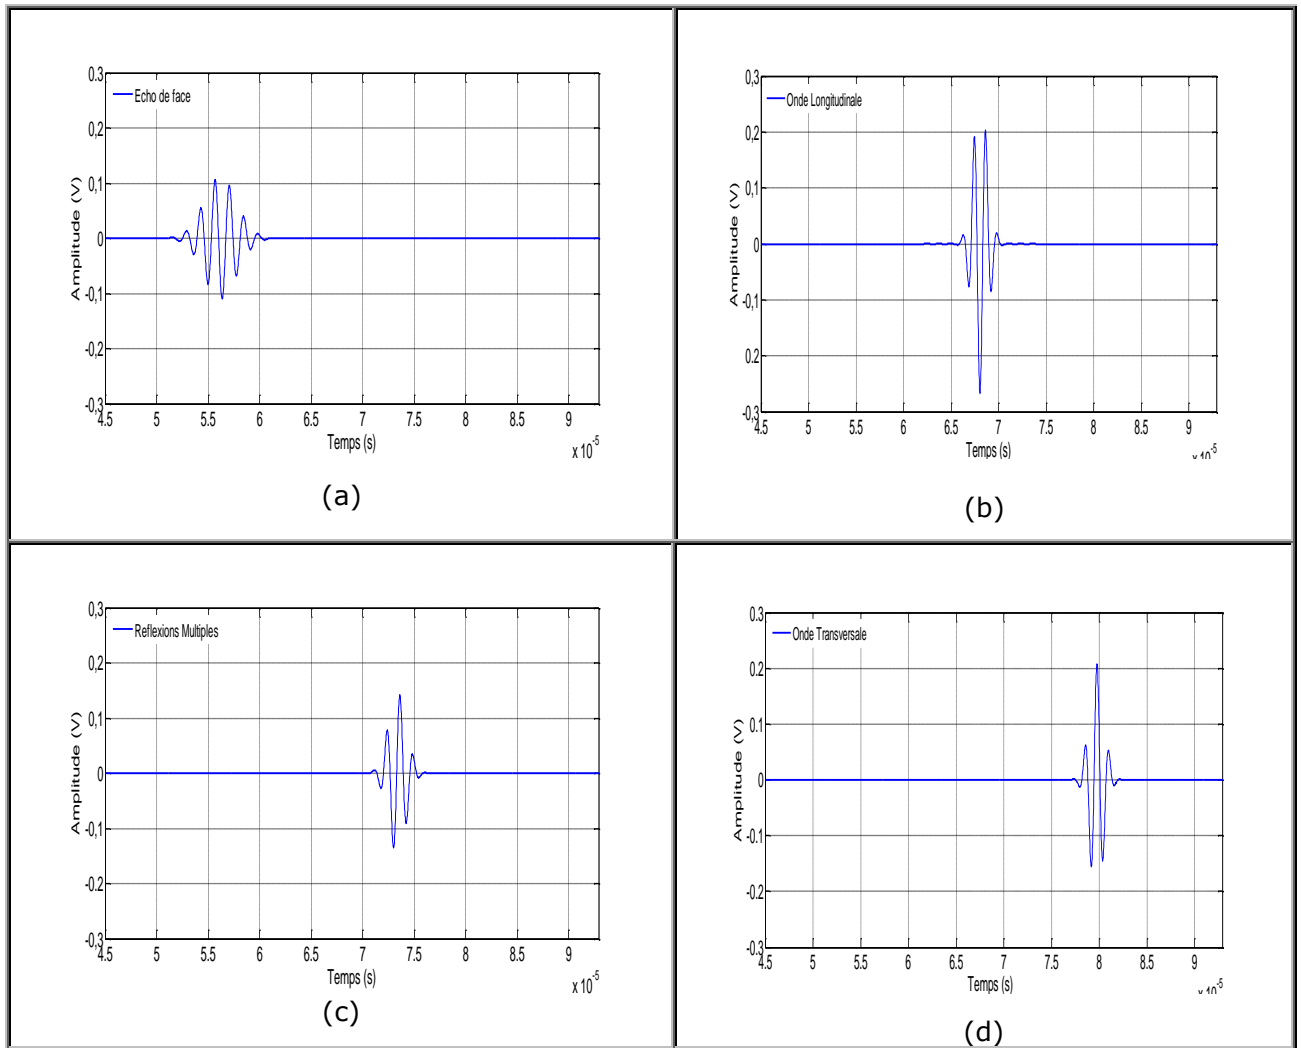 0.3
Echo de face
0,2
0,1
0
-0,1
-0,2
-0,3
Amplitude (V)
4.5 5 5.5 6 6.5 7 7.5 8 8.5 9
Temps (s)
x 10-5
(a)
0,3
Onde Longitudinale
0.2
0.1
0
-0,1
0.2
-0,3
Amplitude (V)
4.5 5 5.5 6 6.5 7 7.5 8 8.5 9
Temps (s)
x 10-5
(b)
0,3
Reflexions Multiples
0,2
0,1
0
-0,1
-0.2
-0,3
Amplitude (V)
4.5 5 5.5 6 6.5 7 7.5 8 8.5 9
Temps (s)
x 10-5
(c)
0.3
Onde Transversale
0.2
0.1
0
-0.1
-0.2
-0.3
Amplitude (V)
4.5 5 5.5 6 6.5 7 7.5 8 8.5 9
Temps (s)
x 10-5
(d)